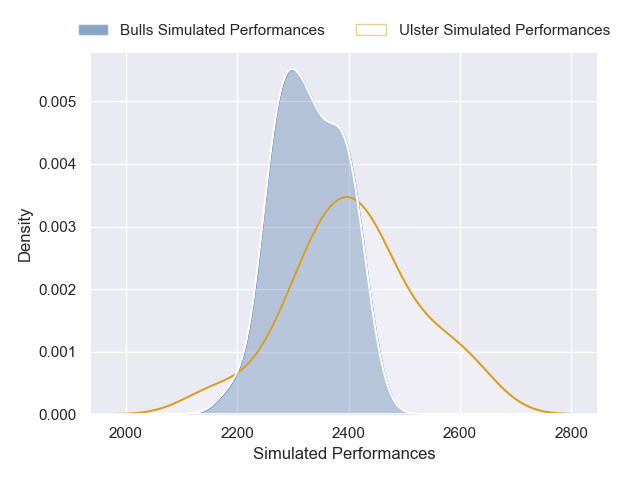 Bulls Simulated Performances
Ulster Simulated Performances
0.005
0.004
0.003
0.002
0.001
0.000
Density
2000
2200
2400
2600
2800
Simulated Performances